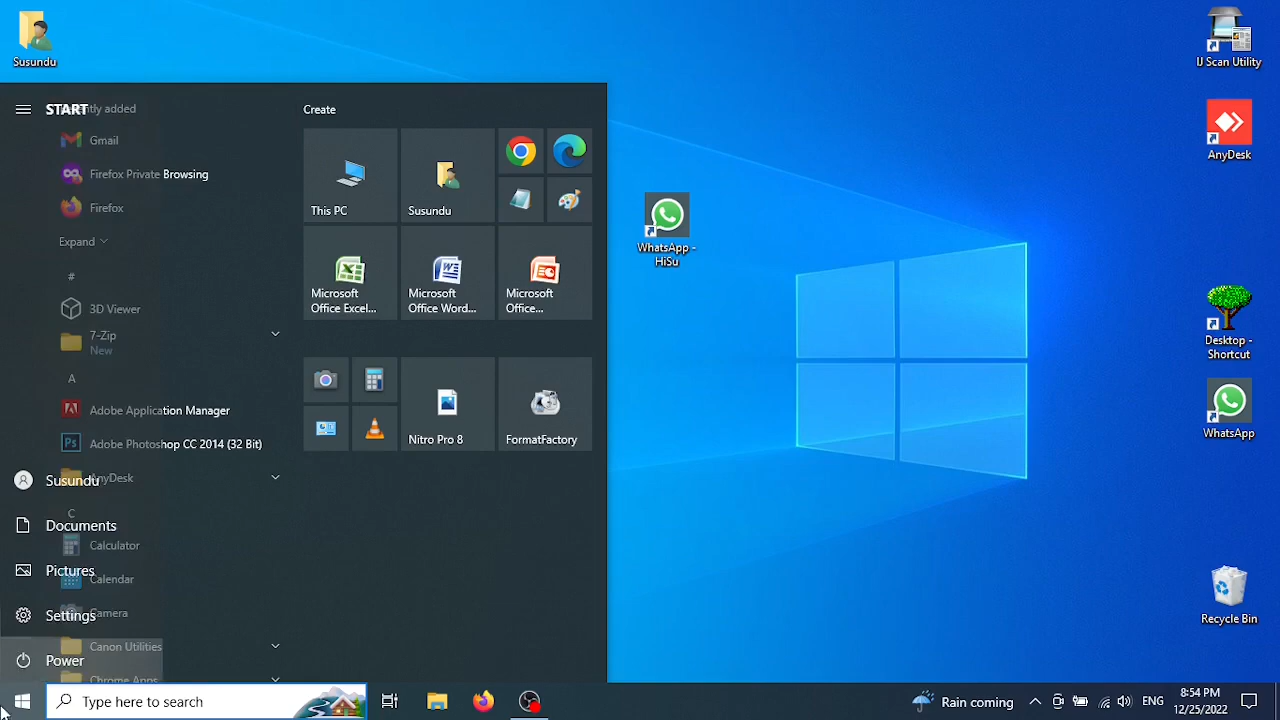 Susundu
START
Recently added
Gmail
Firefox Private Browsing
Firefox
Expand
#
3D Viewer
7-Zip
New
A
Adobe Application Manager
Adobe Photoshop CC 2014 (32 Bit)
Susundu
AnyDesk
C
Documents
Calculator
Pictures
Calendar
Camera
Settings
Canon Utilities
Power
Chrome Apps
Create
This PC
Susundu
Microsoft
Office Excel...
Microsoft
Office Word...
Microsoft
Office...
Nitro Pro 8
FormatFactory
WhatsApp -
HiSu
IJ Scan Utility
AnyDesk
Desktop -
Shortcut
WhatsApp
Recycle Bin
Type here to search
Rain coming
ENG
8:54 PM
12/25/2022